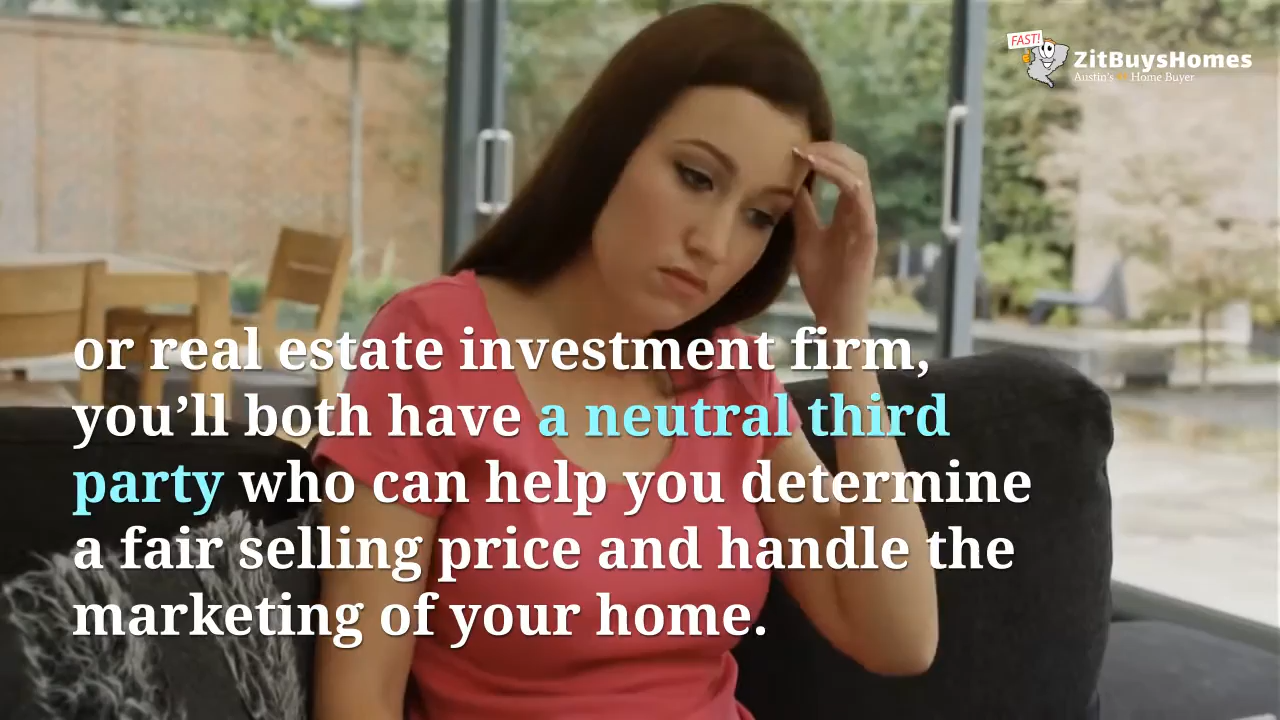 FAST!
ZitBuysHomes
Austin's Home Buyer
or real estate investment firm,
you’ll both have a neutral third
party who can help you determine
a fair selling price and handle the
marketing of your home.